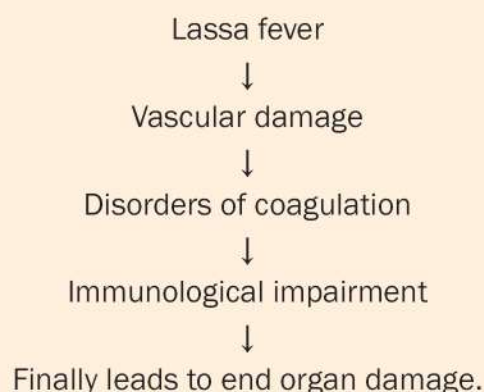 Lassa fever
↓
Vascular damage
↓
Disorders of coagulation
↓
Immunological impairment
↓
Finally leads to end organ damage.